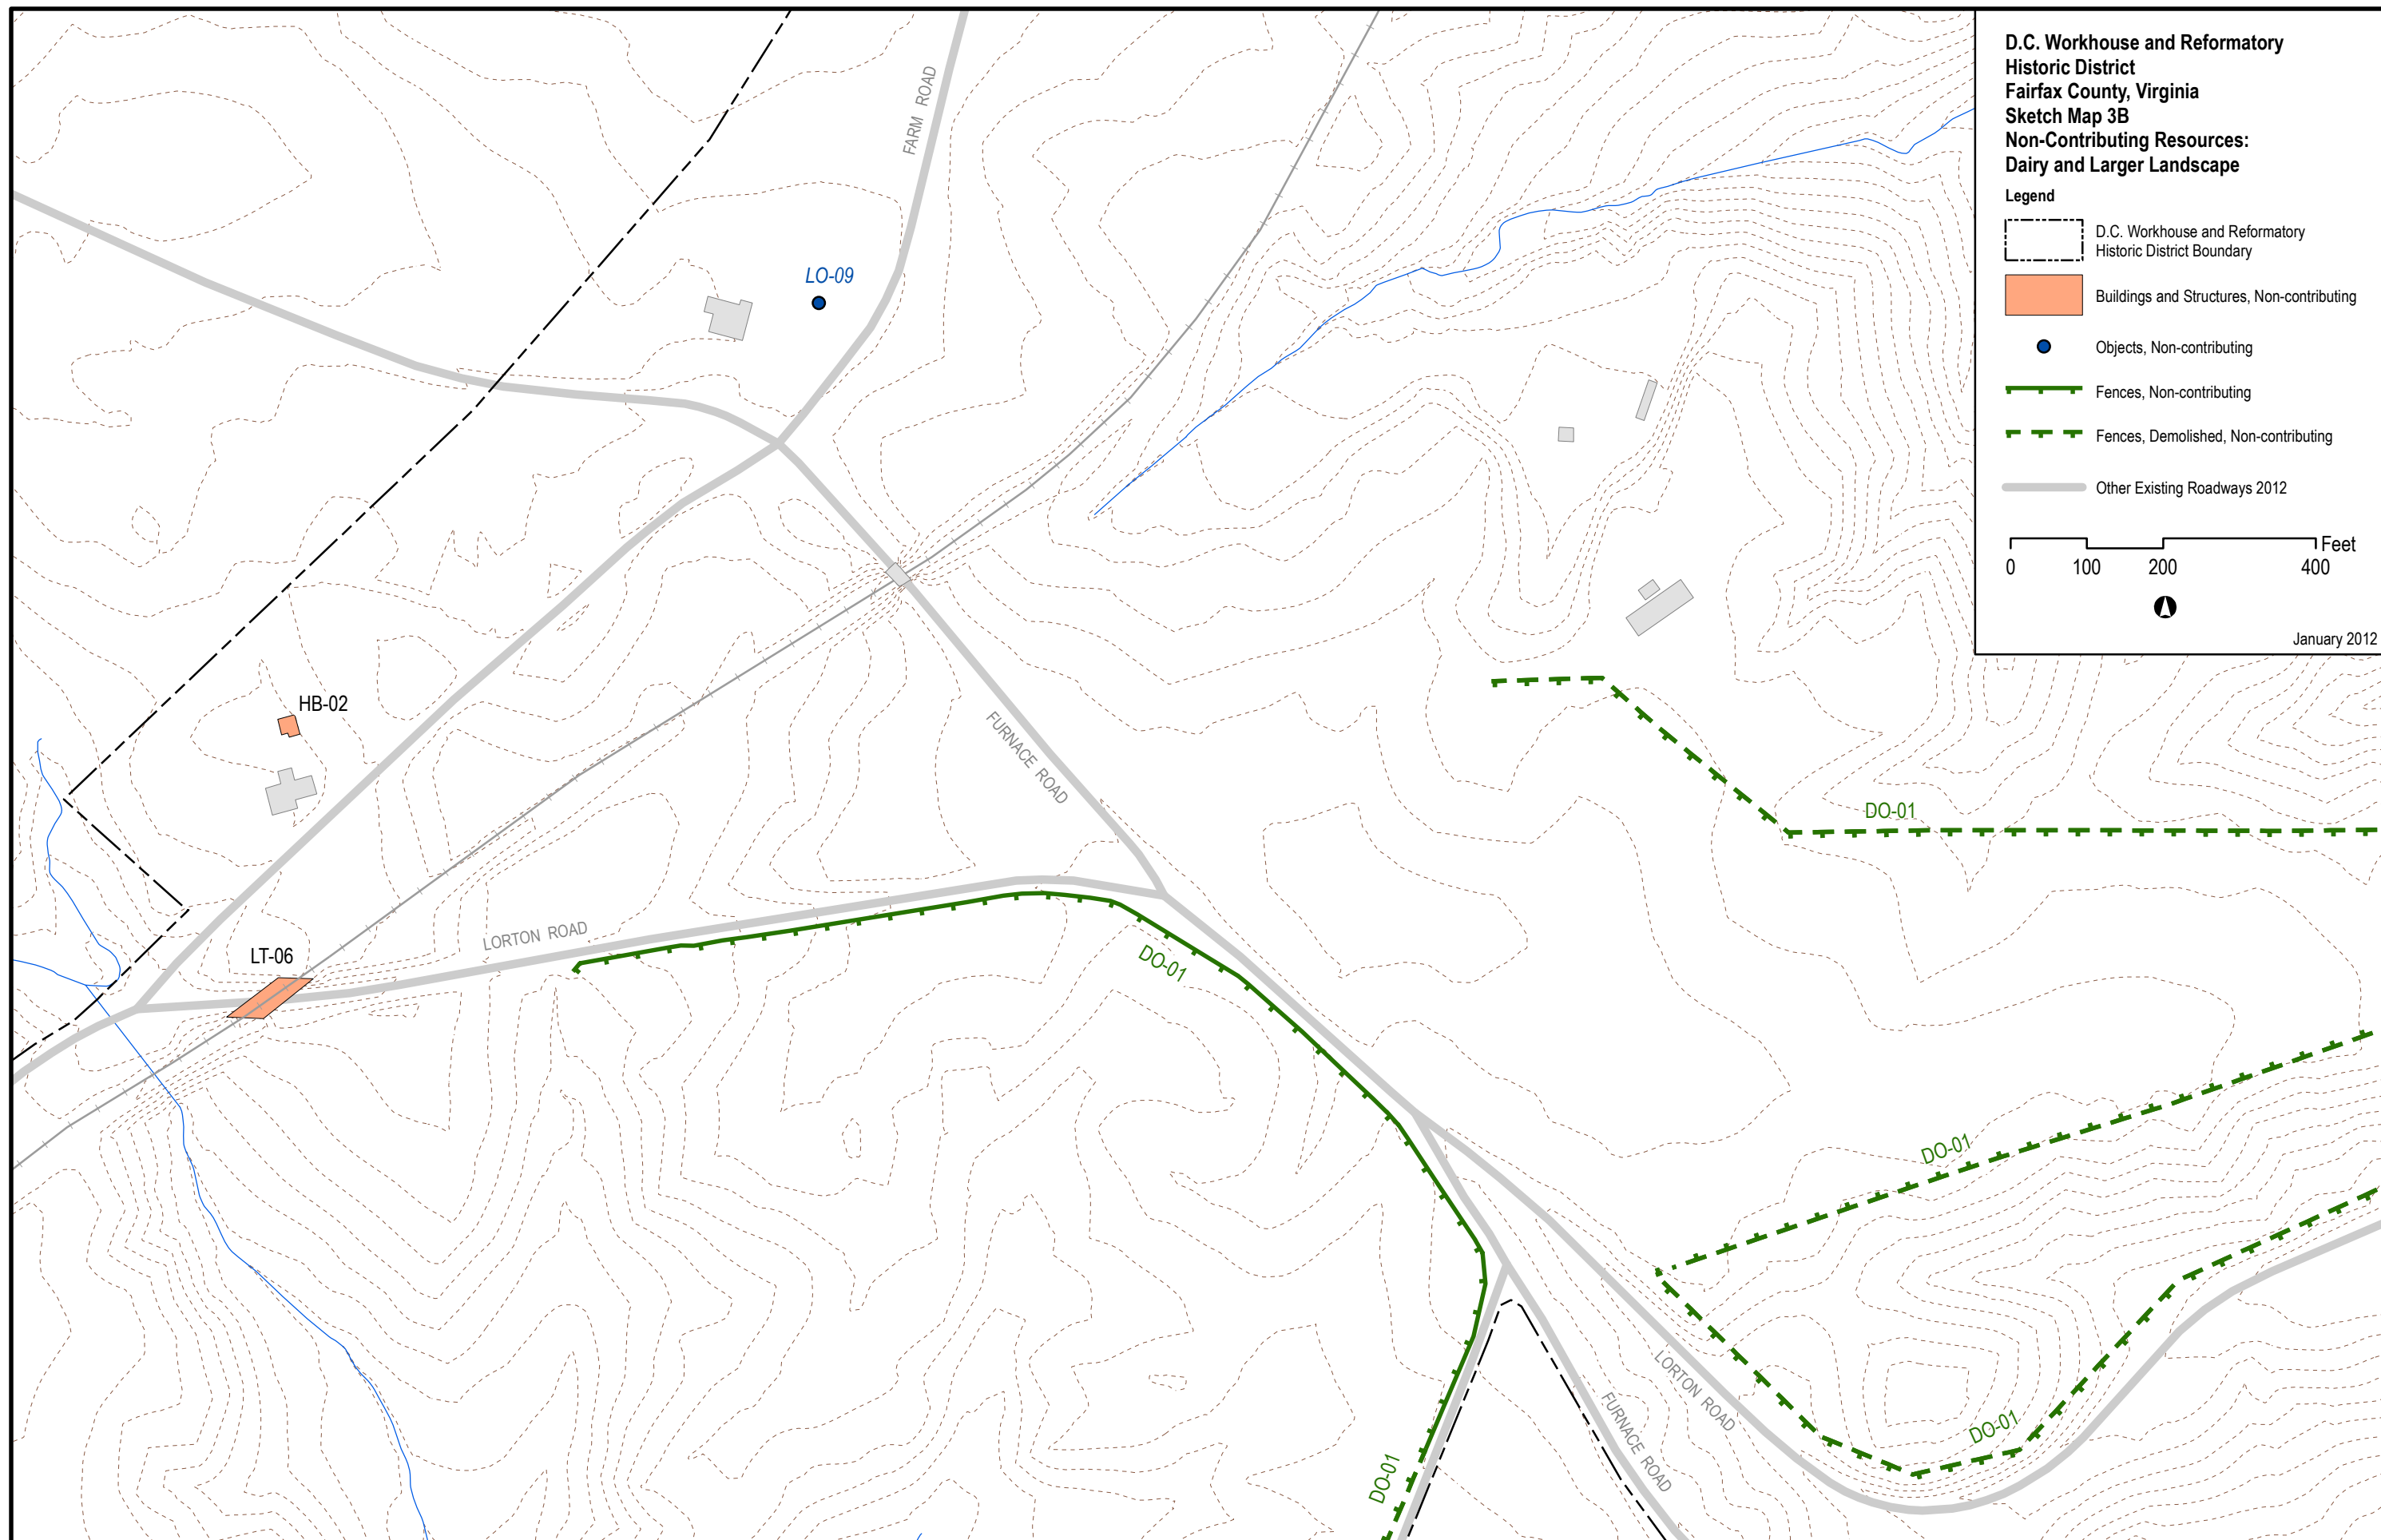 D.C. Workhouse and Reformatory
Historic District
Fairfax County, Virginia
Sketch Map 3B
Non-Contributing Resources:
Dairy and Larger Landscape
Legend
D.C. Workhouse and Reformatory
Historic District Boundary
Buildings and Structures, Non-contributing
Objects, Non-contributing
Fences, Non-contributing
Fences, Demolished, Non-contributing
Other Existing Roadways 2012
Feet
0 100 200 400
January 2012
FARM ROAD
LO-09
HB-02
FURNACE ROAD
DO-01
LORTON ROAD
LT-06
DO-01
DO-01
LORTON ROAD
FURNACE ROAD
DO-01
DO-01